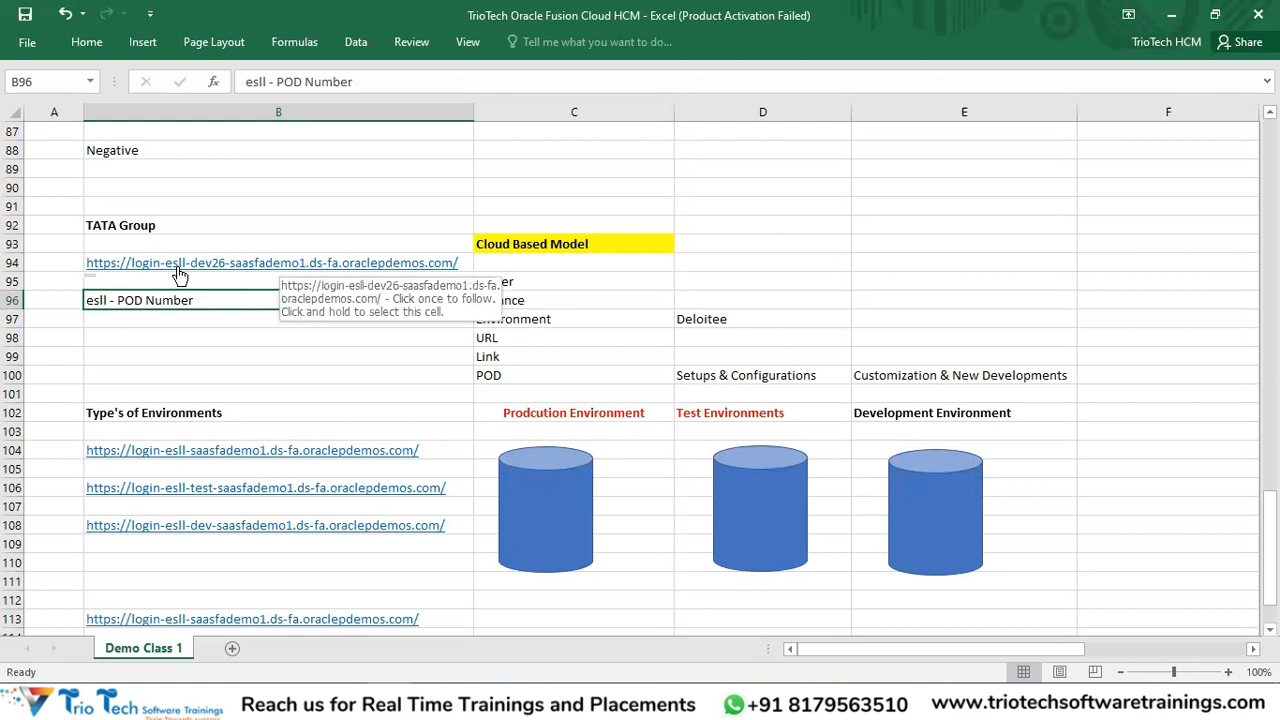 TrioTech Oracle Fusion Cloud HCM - Excel (Product Activation Failed)
File Home Insert Page Layout Formulas Data Review View Tell me what you want to do... TrioTech HCM Share
B96 fx esll - POD Number
A B C D E F
87
88 Negative
89
90
91
92 TATA Group
93 Cloud Based Model
94 https://login-esll-dev26-saasfademo1.ds-fa.oraclepdemos.com/
95
https://login-esll-dev26-saasfademo1.ds-fa.
oraclepdemos.com/ - Click once to follow.
Click and hold to select this cell.
96 esll - POD Number
97 Deloitee
98 URL
99 Link
100 POD Setups & Configurations Customization & New Developments
101
102 Type's of Environments Prodcution Environment Test Environments Development Environment
103
104 https://login-esll-saasfademo1.ds-fa.oraclepdemos.com/
105
106 https://login-esll-test-saasfademo1.ds-fa.oraclepdemos.com/
107
108 https://login-esll-dev-saasfademo1.ds-fa.oraclepdemos.com/
109
110
111
112
113 https://login-esll-saasfademo1.ds-fa.oraclepdemos.com/
Demo Class 1
Ready 100%
Trio Tech Software Trainings Reach us for Real Time Trainings and Placements +91 8179563510 www.triotechsoftwaretrainings.com